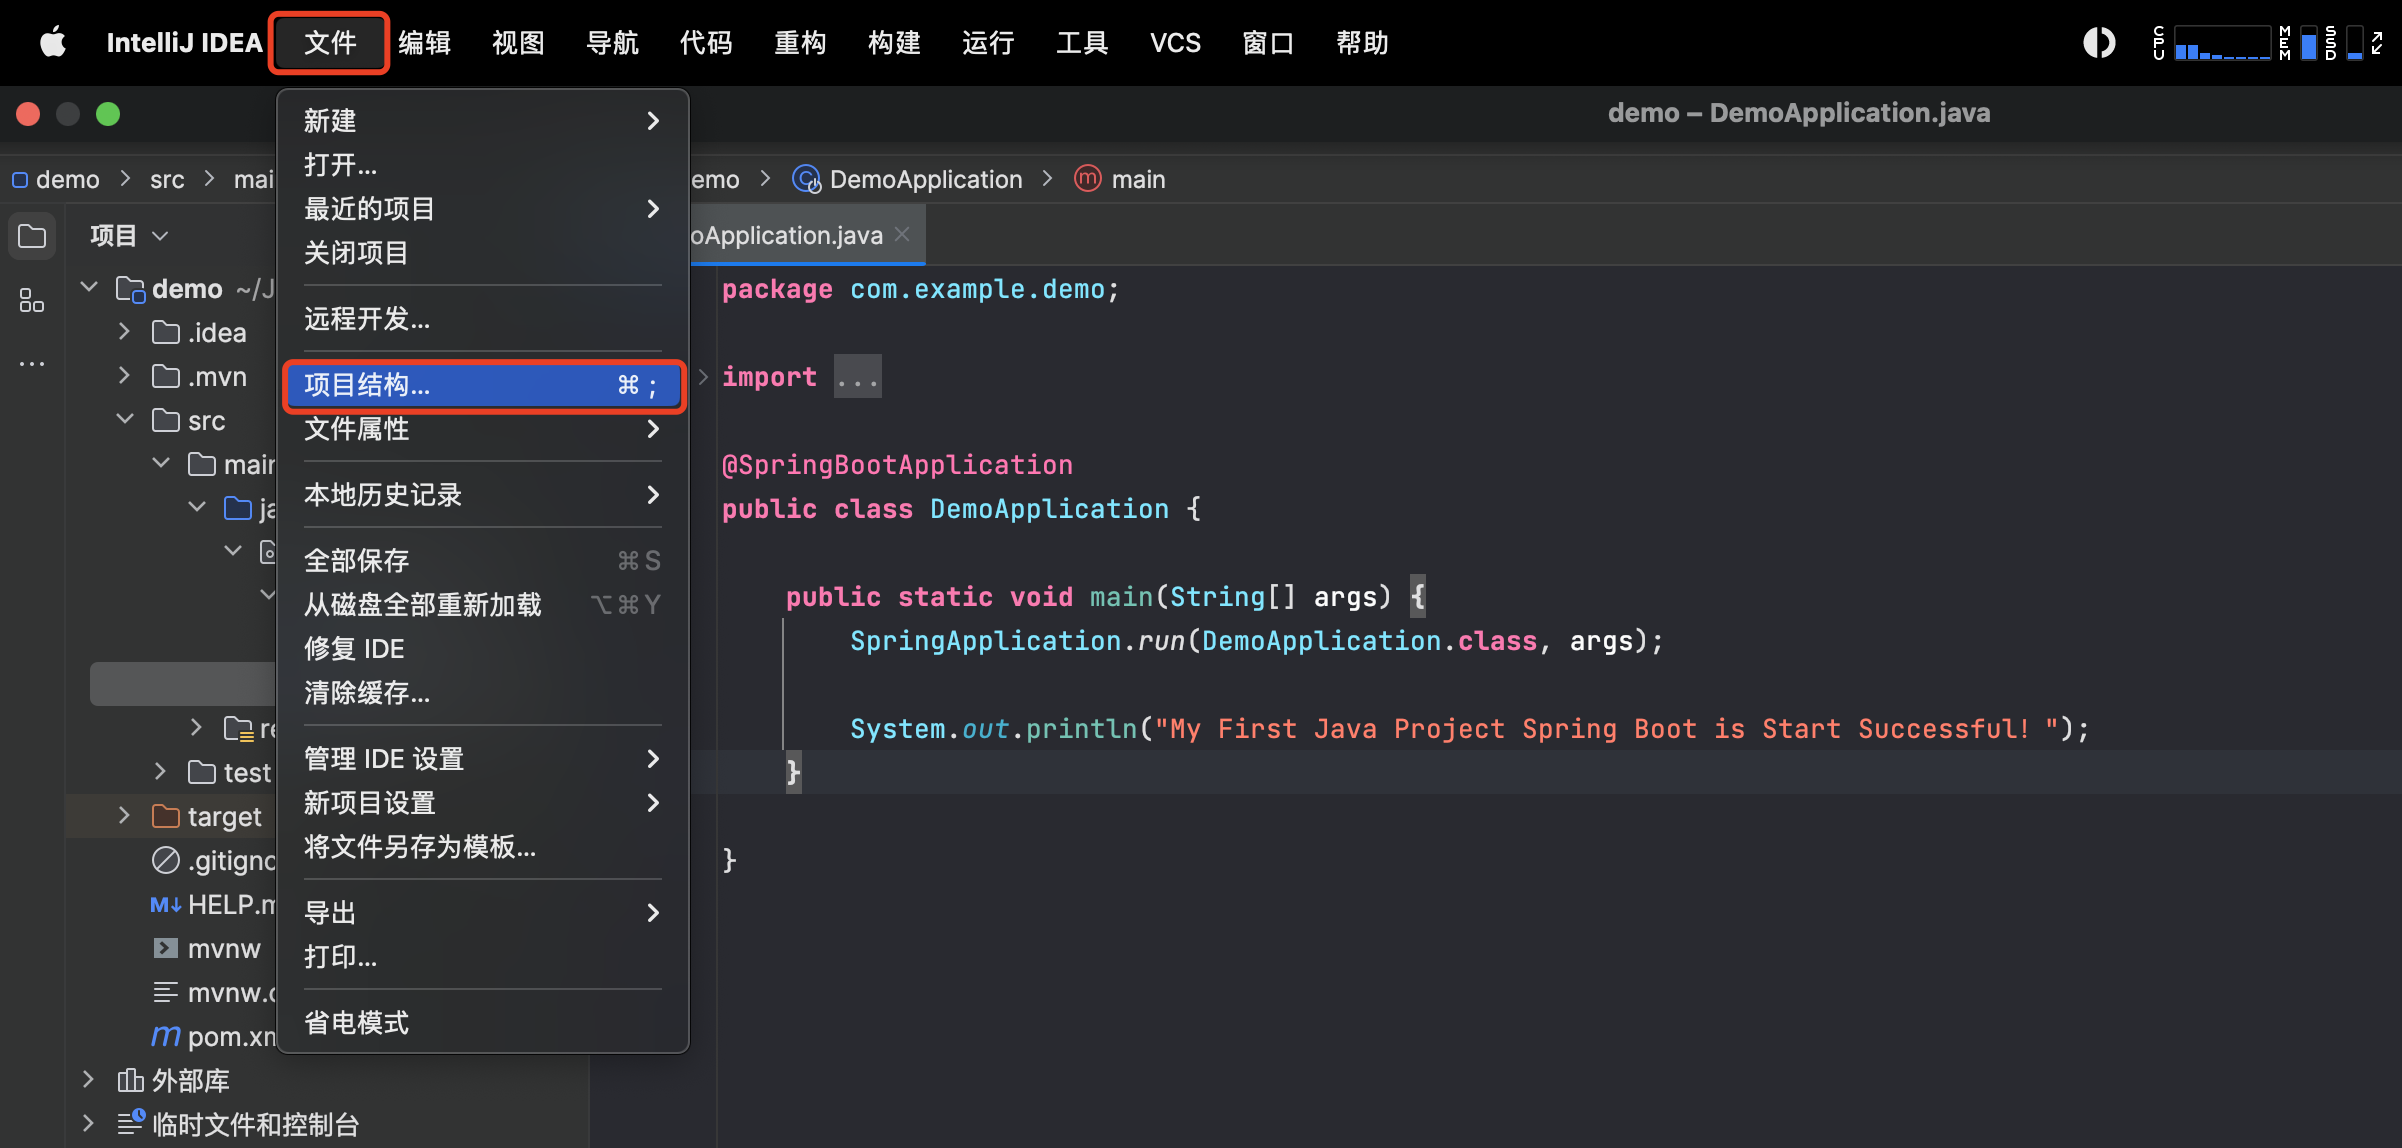 IntelliJ IDEA 文件 编辑 视图 导航 代码 重构 构建 运行 工具 VCS 窗口 帮助 CPU MEM SSD
demo – DemoApplication.java
demo src mai emo DemoApplication main
项目
oApplication.java
新建
打开...
最近的项目
关闭项目
远程开发...
项目结构... ⌘ ;
文件属性
本地历史记录
全部保存 ⌘ S
从磁盘全部重新加载 ⌥ ⌘ Y
修复 IDE
清除缓存...
管理 IDE 设置
新项目设置
将文件另存为模板...
导出
打印...
省电模式
demo ~/J
.idea
.mvn
src
main
ja
re
test
target
.gitigno
M↓ HELP.m
mvnw
mvnw.c
m pom.xm
外部库
临时文件和控制台
package com.example.demo;
import ...
@SpringBootApplication
public class DemoApplication {
public static void main(String[] args) {
SpringApplication.run(DemoApplication.class, args);
System.out.println("My First Java Project Spring Boot is Start Successful! ");
}
}